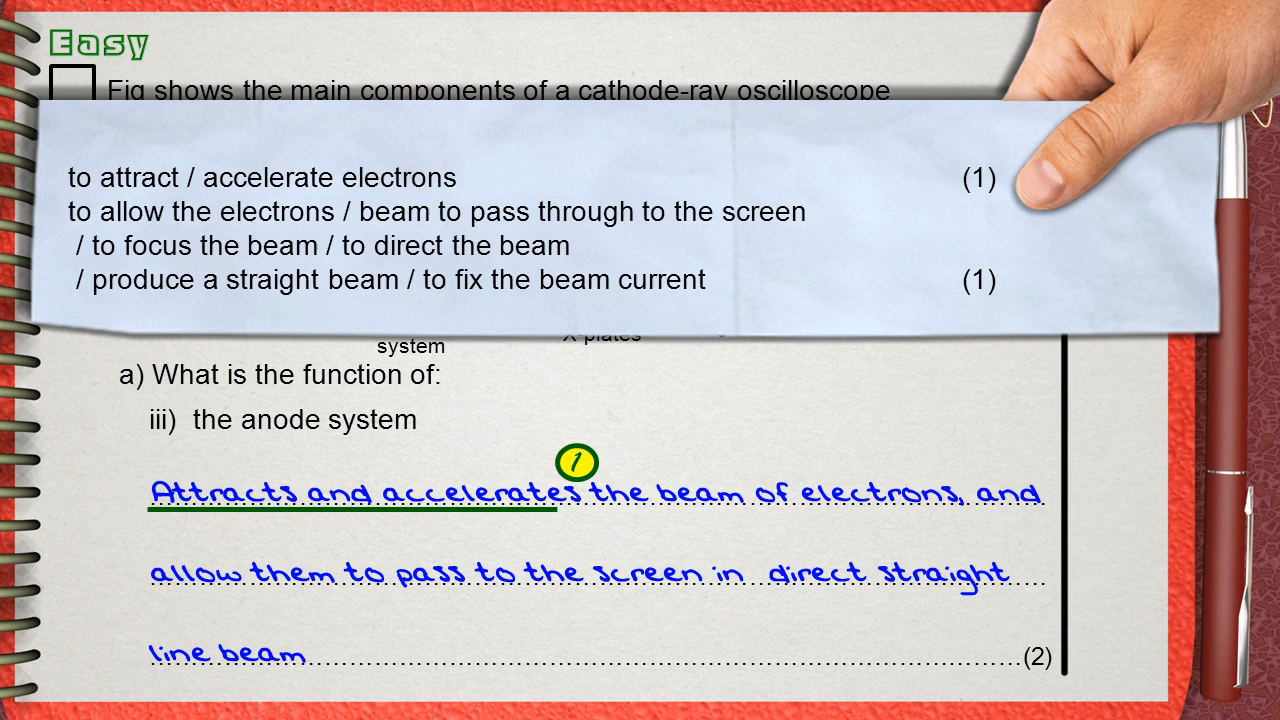 Easy
Fig shows the main components of a cathode-ray oscilloscope
to attract / accelerate electrons (1)
to allow the electrons / beam to pass through to the screen
/ to focus the beam / to direct the beam
/ produce a straight beam / to fix the beam current (1)
X-plates
system
a) What is the function of:
iii) the anode system
1
Attracts and accelerates the beam of electrons, and
allow them to pass to the screen in direct straight
line beam (2)